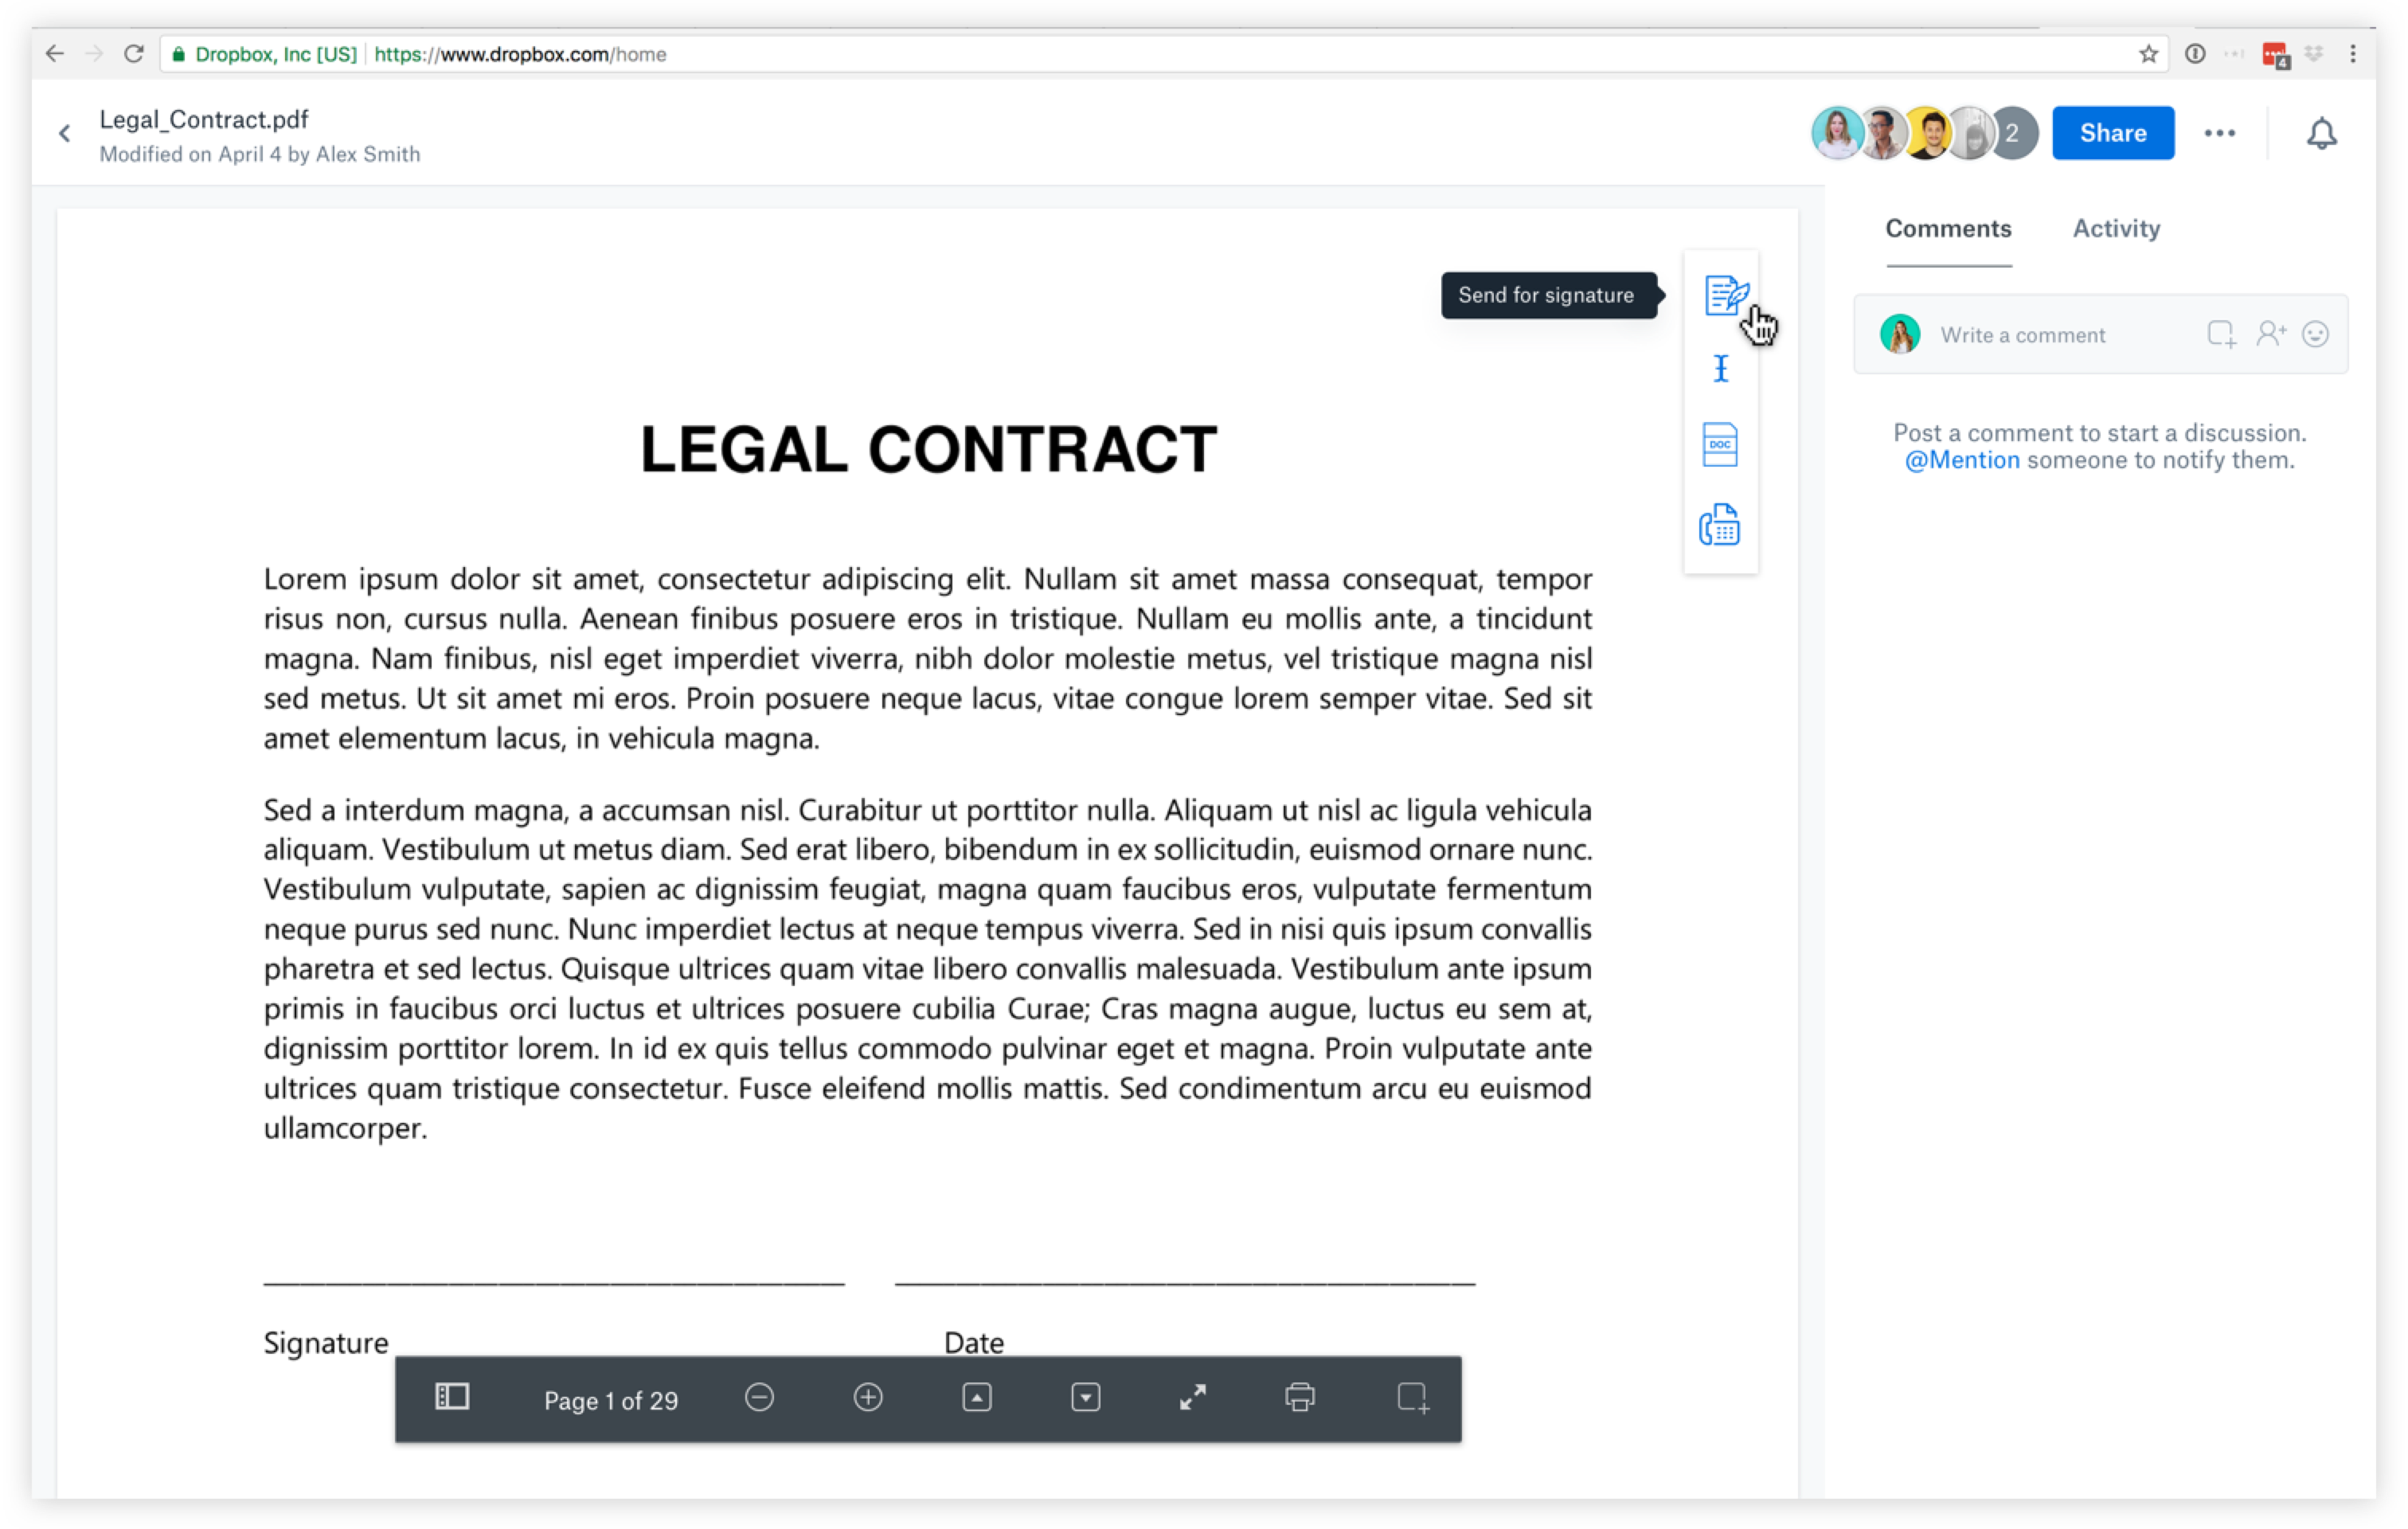 Dropbox, Inc [US] https://www.dropbox.com/home
4
Legal_Contract.pdf
Modified on April 4 by Alex Smith
2
Share
Comments
Activity
Send for signature
Write a comment
Post a comment to start a discussion.
@Mention someone to notify them.
DOC
LEGAL CONTRACT
Lorem ipsum dolor sit amet, consectetur adipiscing elit. Nullam sit amet massa consequat, tempor
risus non, cursus nulla. Aenean finibus posuere eros in tristique. Nullam eu mollis ante, a tincidunt
magna. Nam finibus, nisl eget imperdiet viverra, nibh dolor molestie metus, vel tristique magna nisl
sed metus. Ut sit amet mi eros. Proin posuere neque lacus, vitae congue lorem semper vitae. Sed sit
amet elementum lacus, in vehicula magna.
Sed a interdum magna, a accumsan nisl. Curabitur ut porttitor nulla. Aliquam ut nisl ac ligula vehicula
aliquam. Vestibulum ut metus diam. Sed erat libero, bibendum in ex sollicitudin, euismod ornare nunc.
Vestibulum vulputate, sapien ac dignissim feugiat, magna quam faucibus eros, vulputate fermentum
neque purus sed nunc. Nunc imperdiet lectus at neque tempus viverra. Sed in nisi quis ipsum convallis
pharetra et sed lectus. Quisque ultrices quam vitae libero convallis malesuada. Vestibulum ante ipsum
primis in faucibus orci luctus et ultrices posuere cubilia Curae; Cras magna augue, luctus eu sem at,
dignissim porttitor lorem. In id ex quis tellus commodo pulvinar eget et magna. Proin vulputate ante
ultrices quam tristique consectetur. Fusce eleifend mollis mattis. Sed condimentum arcu eu euismod
ullamcorper.
Signature
Date
Page 1 of 29